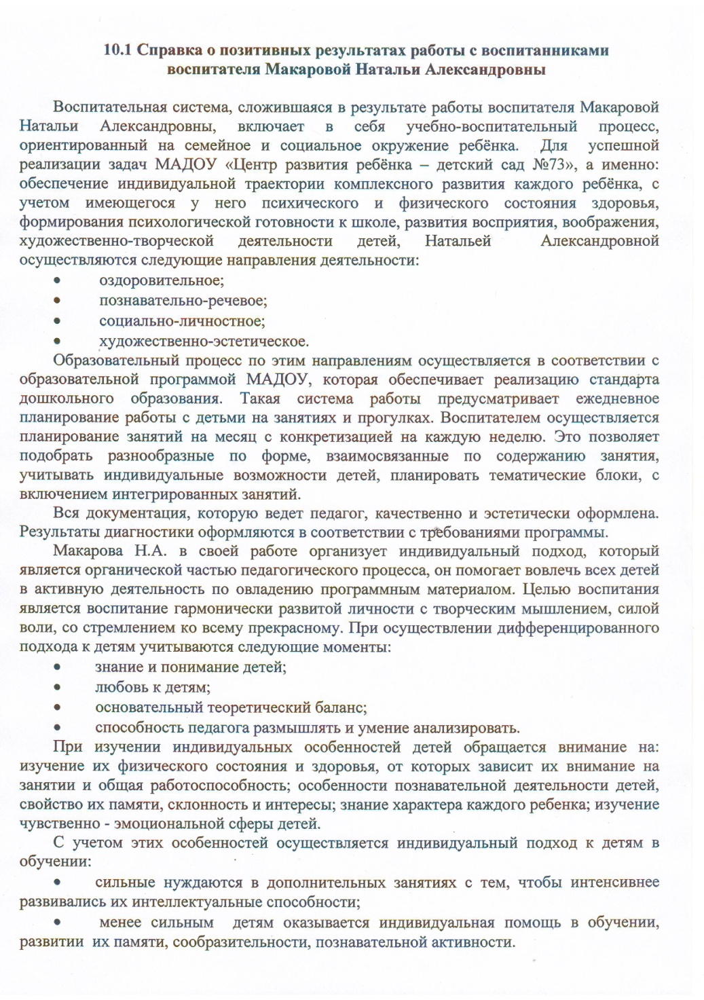 10.1 Справка о позитивных результатах работы с воспитанниками
воспитателя Макаровой Натальи Александровны
Воспитательная система, сложившаяся в результате работы воспитателя Макаровой
Натальи Александровны, включает в себя учебно-воспитательный процесс,
ориентированный на семейное и социальное окружение ребёнка. Для успешной
реализации задач МАДОУ «Центр развития ребёнка – детский сад №73», а именно:
обеспечение индивидуальной траектории комплексного развития каждого ребёнка, с
учетом имеющегося у него психического и физического состояния здоровья,
формирования психологической готовности к школе, развития восприятия, воображения,
художественно-творческой деятельности детей, Натальей Александровной
осуществляются следующие направления деятельности:
• оздоровительное;
• познавательно-речевое;
• социально-личностное;
• художественно-эстетическое.
Образовательный процесс по этим направлениям осуществляется в соответствии с
образовательной программой МАДОУ, которая обеспечивает реализацию стандарта
дошкольного образования. Такая система работы предусматривает ежедневное
планирование работы с детьми на занятиях и прогулках. Воспитателем осуществляется
планирование занятий на месяц с конкретизацией на каждую неделю. Это позволяет
подобрать разнообразные по форме, взаимосвязанные по содержанию занятия,
учитывать индивидуальные возможности детей, планировать тематические блоки, с
включением интегрированных занятий.
Вся документация, которую ведет педагог, качественно и эстетически оформлена.
Результаты диагностики оформляются в соответствии с требованиями программы.
Макарова Н.А. в своей работе организует индивидуальный подход, который
является органической частью педагогического процесса, он помогает вовлечь всех детей
в активную деятельность по овладению программным материалом. Целью воспитания
является воспитание гармонически развитой личности с творческим мышлением, силой
воли, со стремлением ко всему прекрасному. При осуществлении дифференцированного
подхода к детям учитываются следующие моменты:
• знание и понимание детей;
• любовь к детям;
• основательный теоретический баланс;
• способность педагога размышлять и умение анализировать.
При изучении индивидуальных особенностей детей обращается внимание на:
изучение их физического состояния и здоровья, от которых зависит их внимание на
занятии и общая работоспособность; особенности познавательной деятельности детей,
свойство их памяти, склонность и интересы; знание характера каждого ребенка; изучение
чувственно - эмоциональной сферы детей.
С учетом этих особенностей осуществляется индивидуальный подход к детям в
обучении:
• сильные нуждаются в дополнительных занятиях с тем, чтобы интенсивнее
развивались их интеллектуальные способности;
• менее сильным детям оказывается индивидуальная помощь в обучении,
развитии их памяти, сообразительности, познавательной активности.